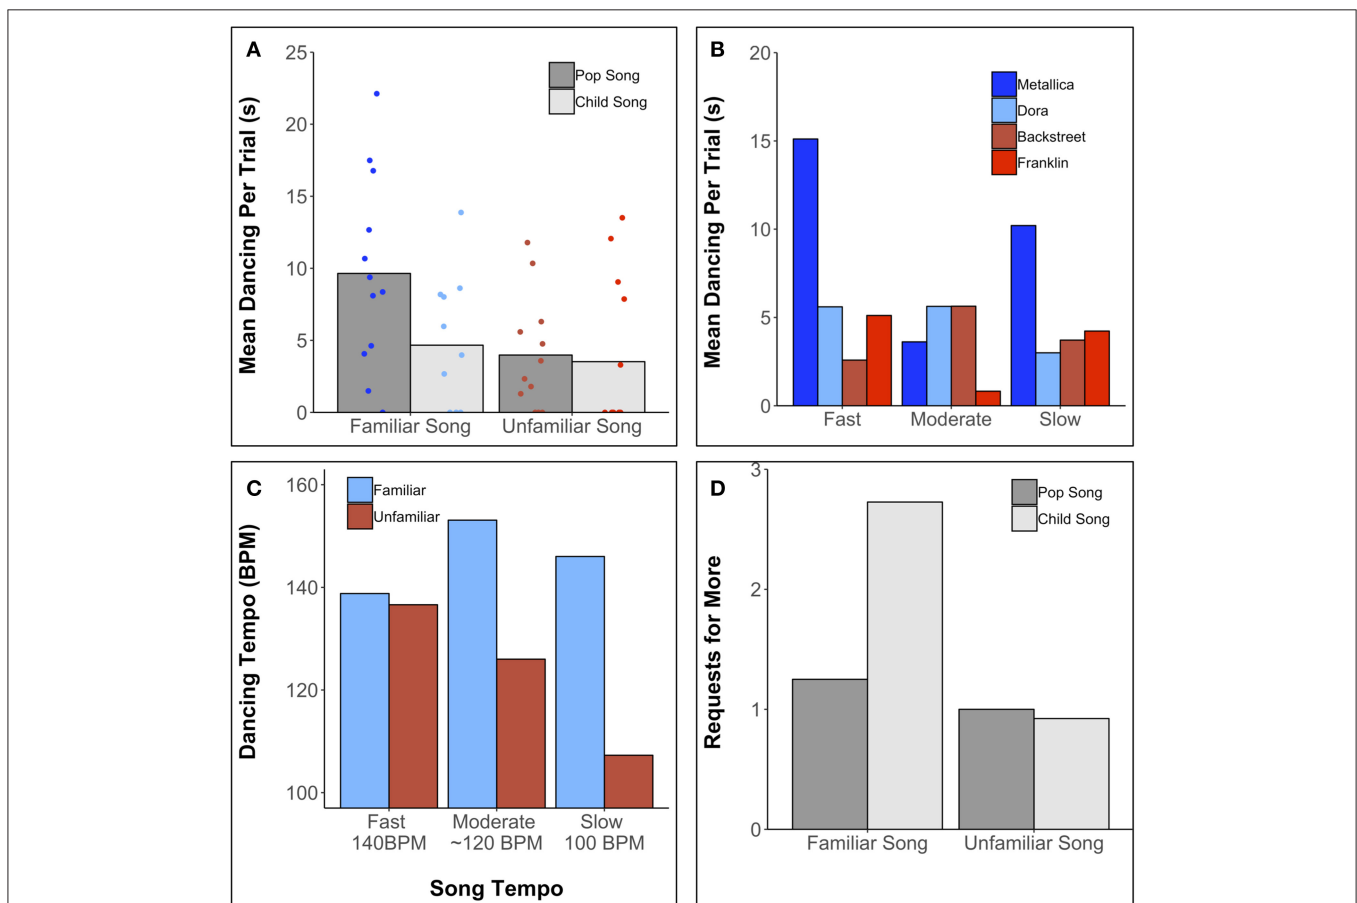 A
Mean Dancing Per Trial (s)
25
20
15
10
5
0
Pop Song
Child Song
Familiar Song
Unfamiliar Song
B
Mean Dancing Per Trial (s)
20
15
10
5
0
Metallica
Dora
Backstreet
Franklin
Fast
Moderate
Slow
C
Dancing Tempo (BPM)
160
140
120
100
Familiar
Unfamiliar
Fast
140BPM
Moderate
~120 BPM
Slow
100 BPM
Song Tempo
D
Requests for More
3
2
1
0
Pop Song
Child Song
Familiar Song
Unfamiliar Song